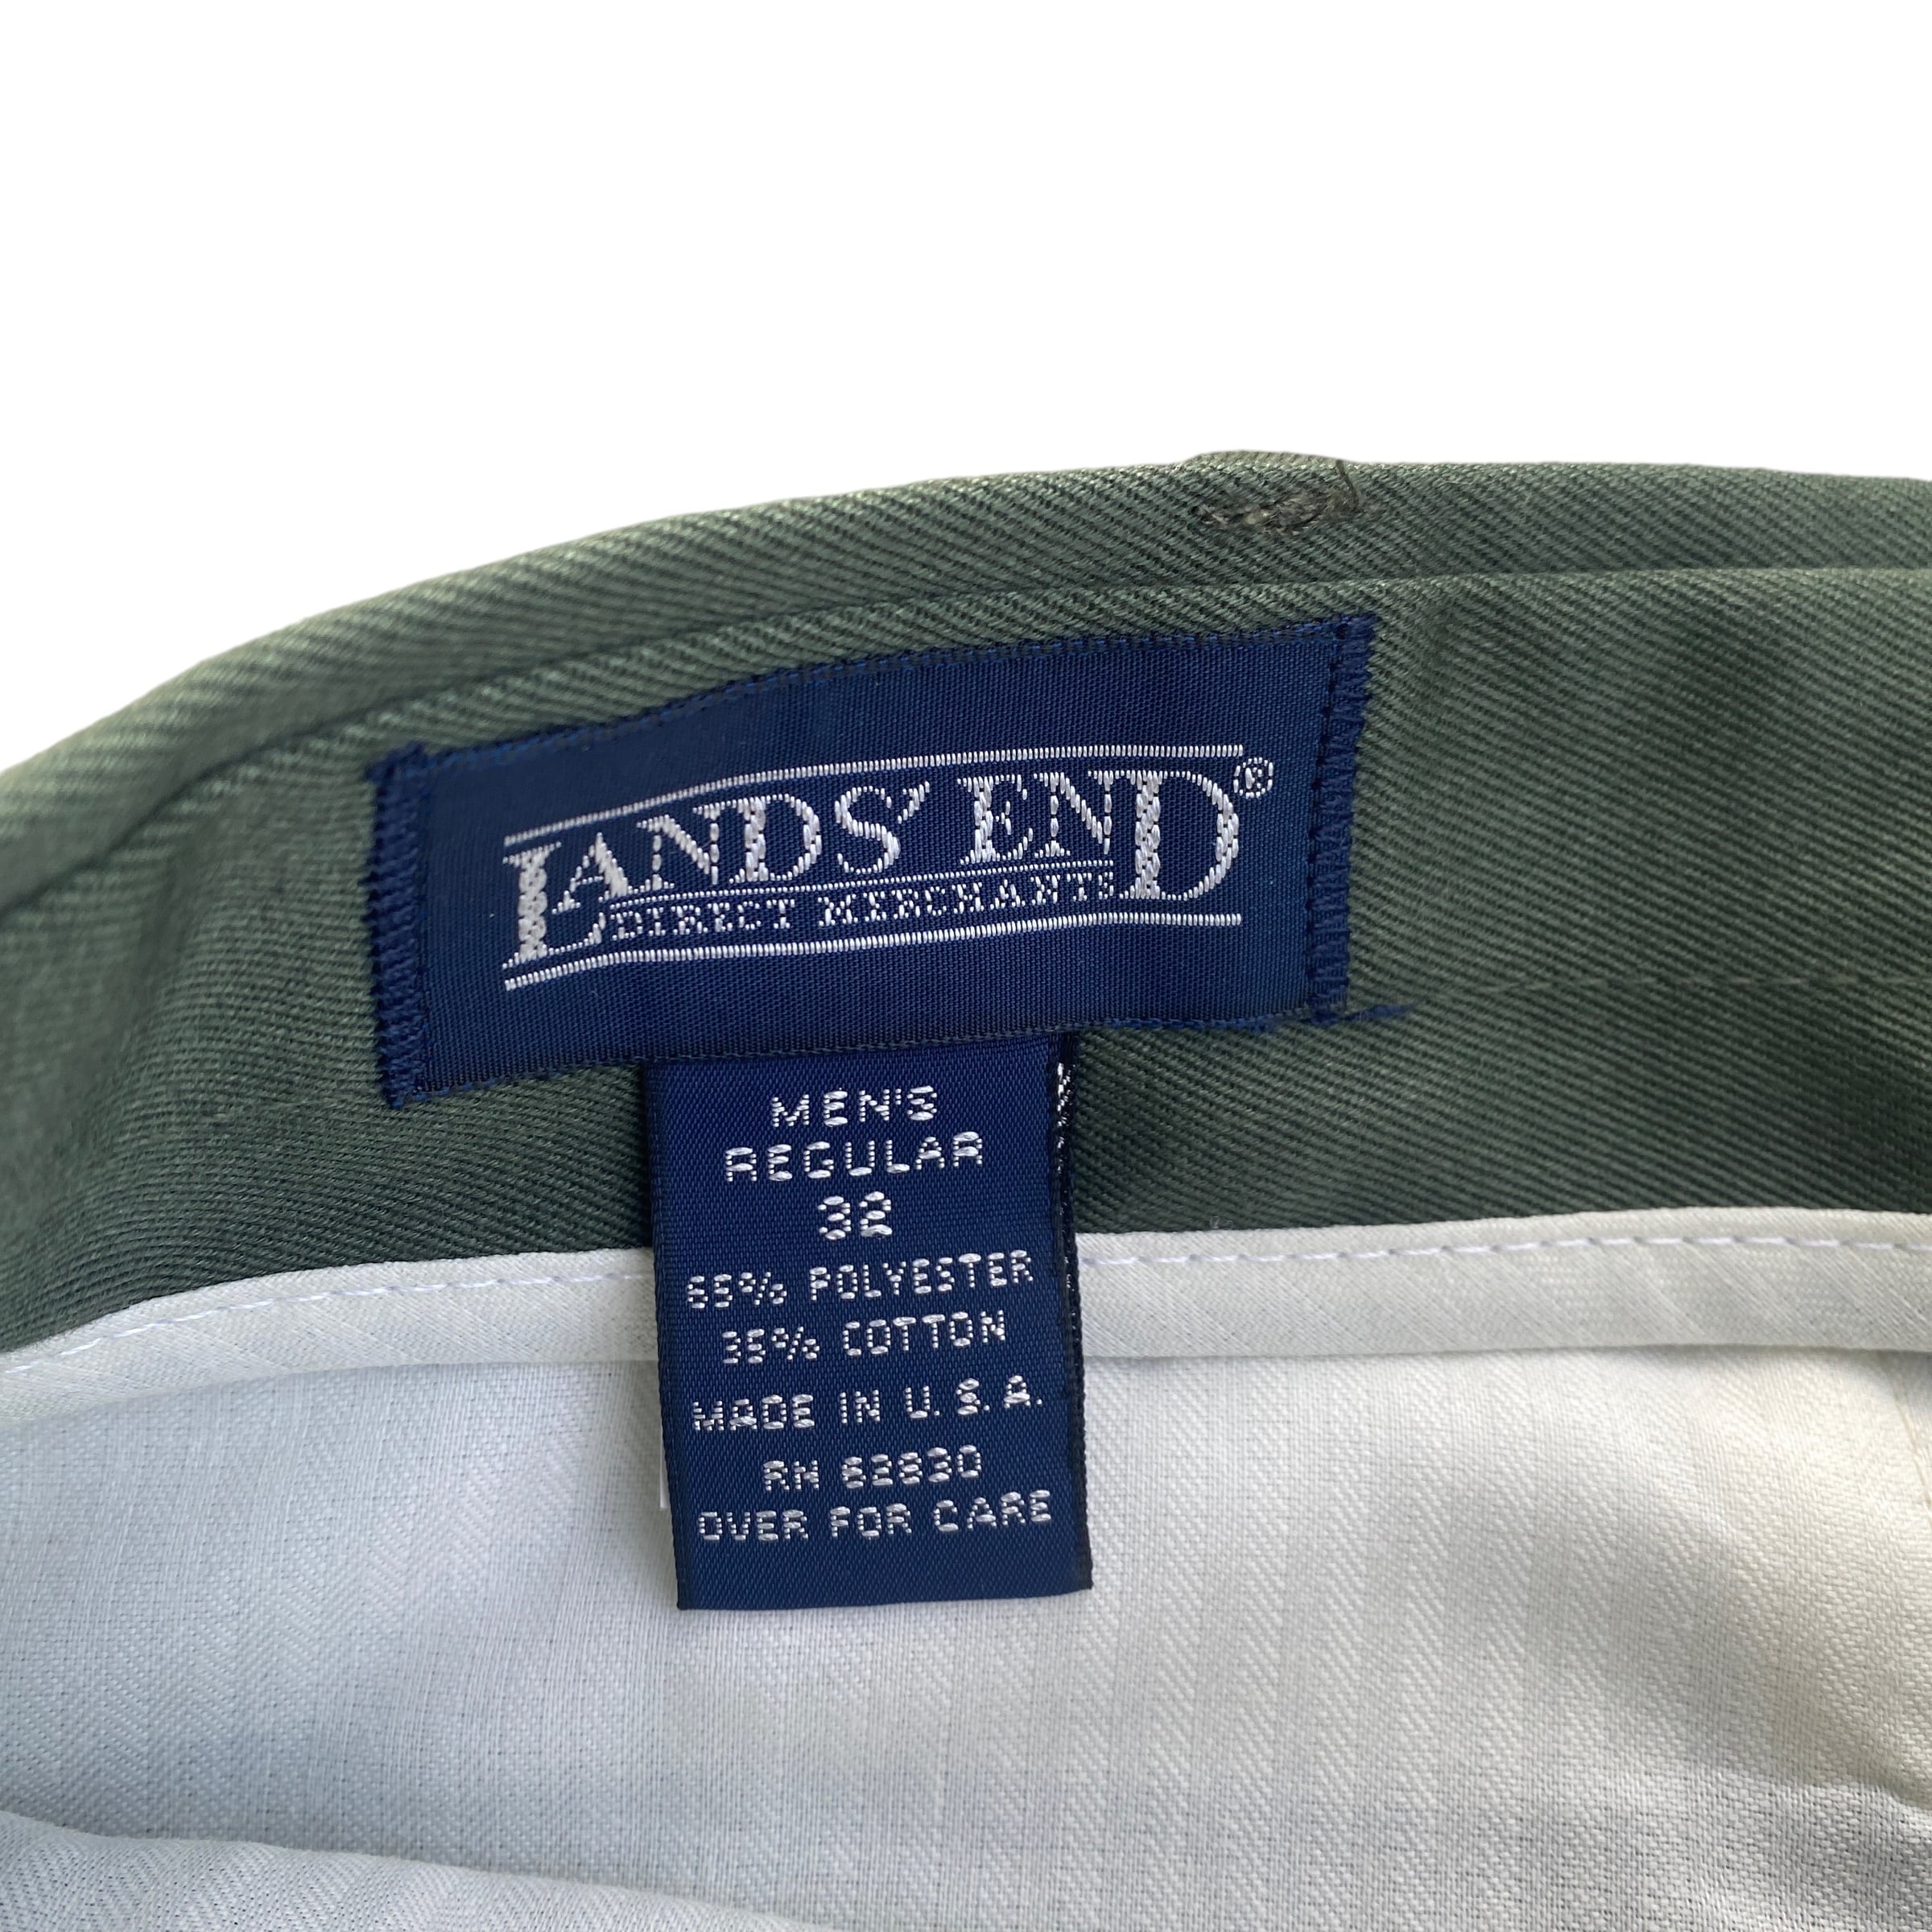 LANDS' END®
DIRECT MERCHANTS
MEN'S
REGULAR
32
65% POLYESTER
35% COTTON
MADE IN U.S.A.
RN 62830
OVER FOR CARE